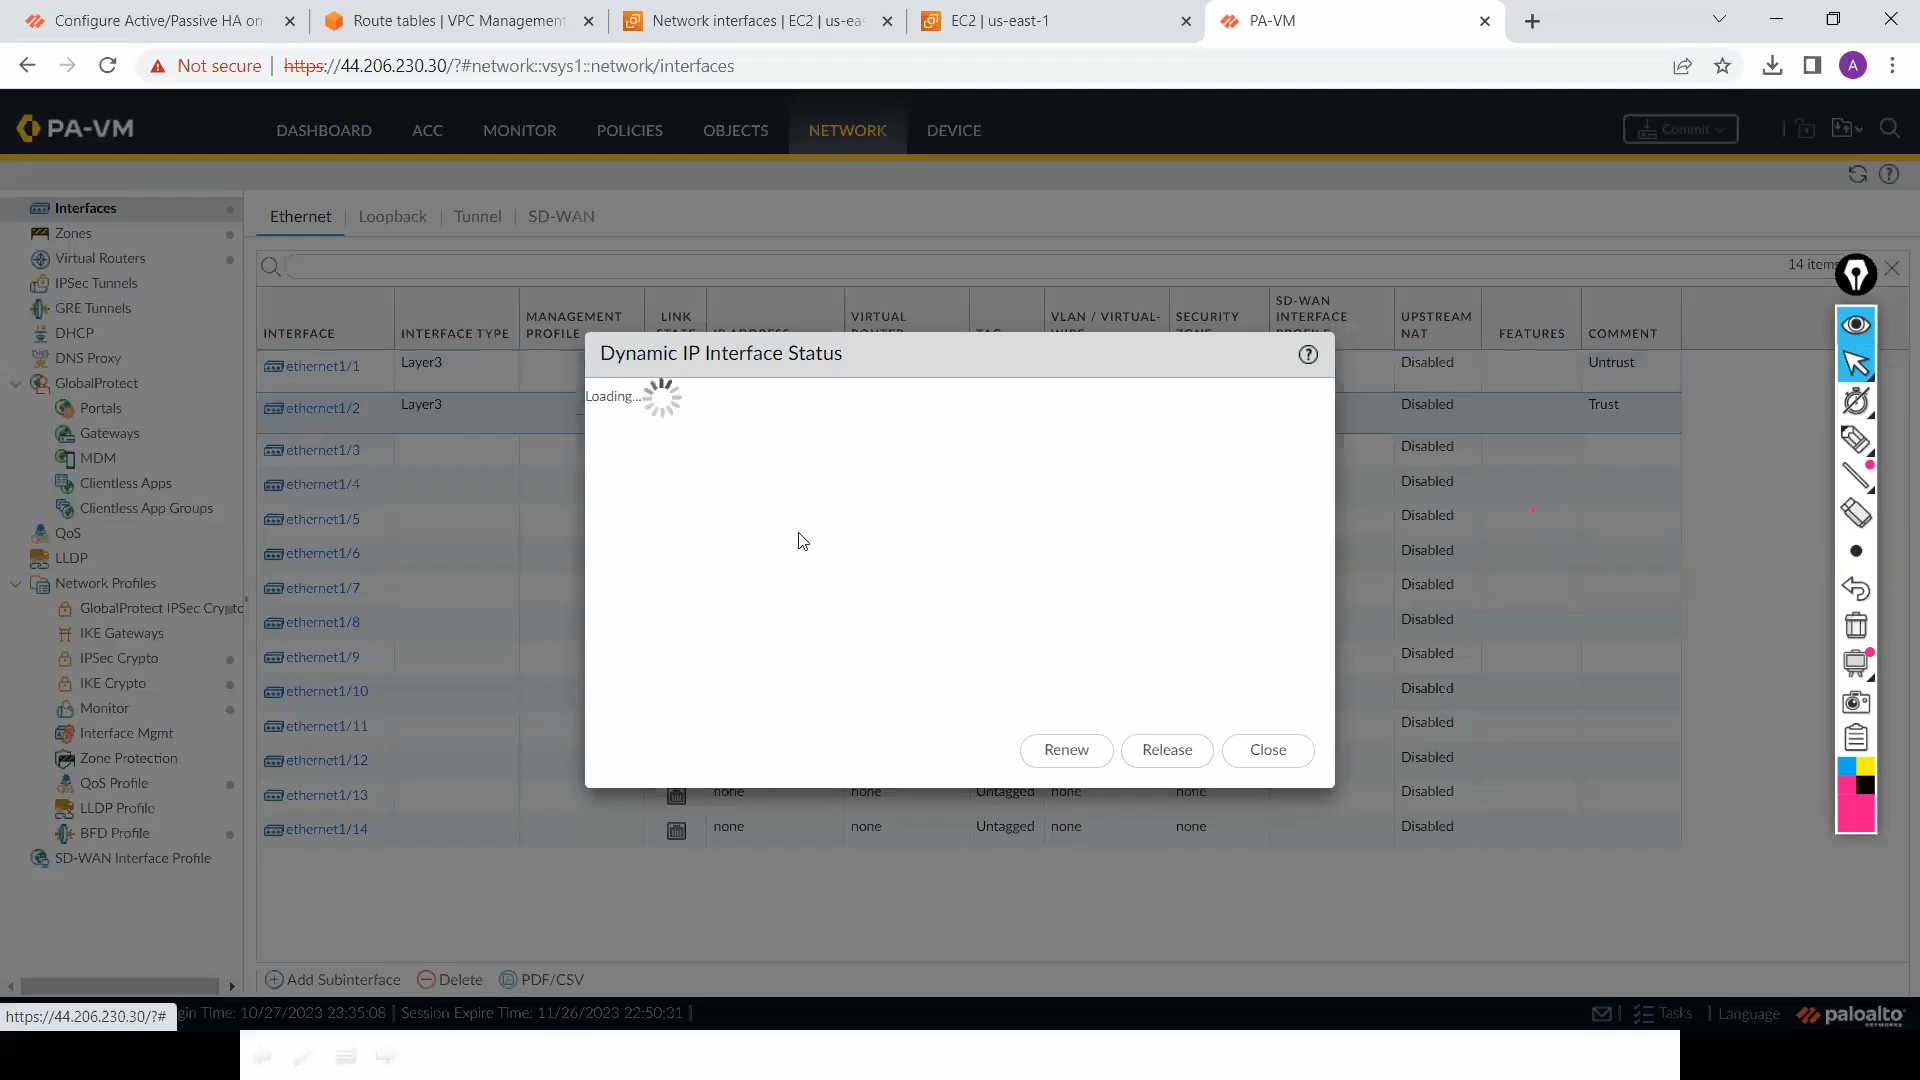 Configure Active/Passive HA on
Route tables | VPC Management
Network interfaces | EC2 | us-eas
EC2 | us-east-1
PA-VM
Not secure
https://44.206.230.30/?#network::vsys1::network/interfaces
A
PA-VM
DASHBOARD
ACC
MONITOR
POLICIES
OBJECTS
NETWORK
DEVICE
Commit
Interfaces
Zones
Virtual Routers
IPSec Tunnels
GRE Tunnels
DHCP
DNS Proxy
GlobalProtect
Portals
Gateways
MDM
Clientless Apps
Clientless App Groups
QoS
LLDP
Network Profiles
GlobalProtect IPSec Crypto
IKE Gateways
IPSec Crypto
IKE Crypto
Monitor
Interface Mgmt
Zone Protection
QoS Profile
LLDP Profile
BFD Profile
SD-WAN Interface Profile
Ethernet
Loopback
Tunnel
SD-WAN
14 items
INTERFACE
INTERFACE TYPE
MANAGEMENT PROFILE
LINK STATE
IP ADDRESS
VIRTUAL ROUTER
TAG
VLAN / VIRTUAL-WIRE
SECURITY ZONE
SD-WAN INTERFACE PROFILE
UPSTREAM NAT
FEATURES
COMMENT
ethernet1/1 Layer3 Disabled Untrust
ethernet1/2 Layer3 Disabled Trust
ethernet1/3 Disabled
ethernet1/4 Disabled
ethernet1/5 Disabled
ethernet1/6 Disabled
ethernet1/7 Disabled
ethernet1/8 Disabled
ethernet1/9 Disabled
ethernet1/10 Disabled
ethernet1/11 Disabled
ethernet1/12 Disabled
ethernet1/13 none none Untagged none none Disabled
ethernet1/14 none none Untagged none none Disabled
Dynamic IP Interface Status
Loading...
Renew
Release
Close
Add Subinterface
Delete
PDF/CSV
https://44.206.230.30/?#
gin Time: 10/27/2023 23:35:08 | Session Expire Time: 11/26/2023 22:50:31 |
Tasks
Language
paloalto
NETWORKS